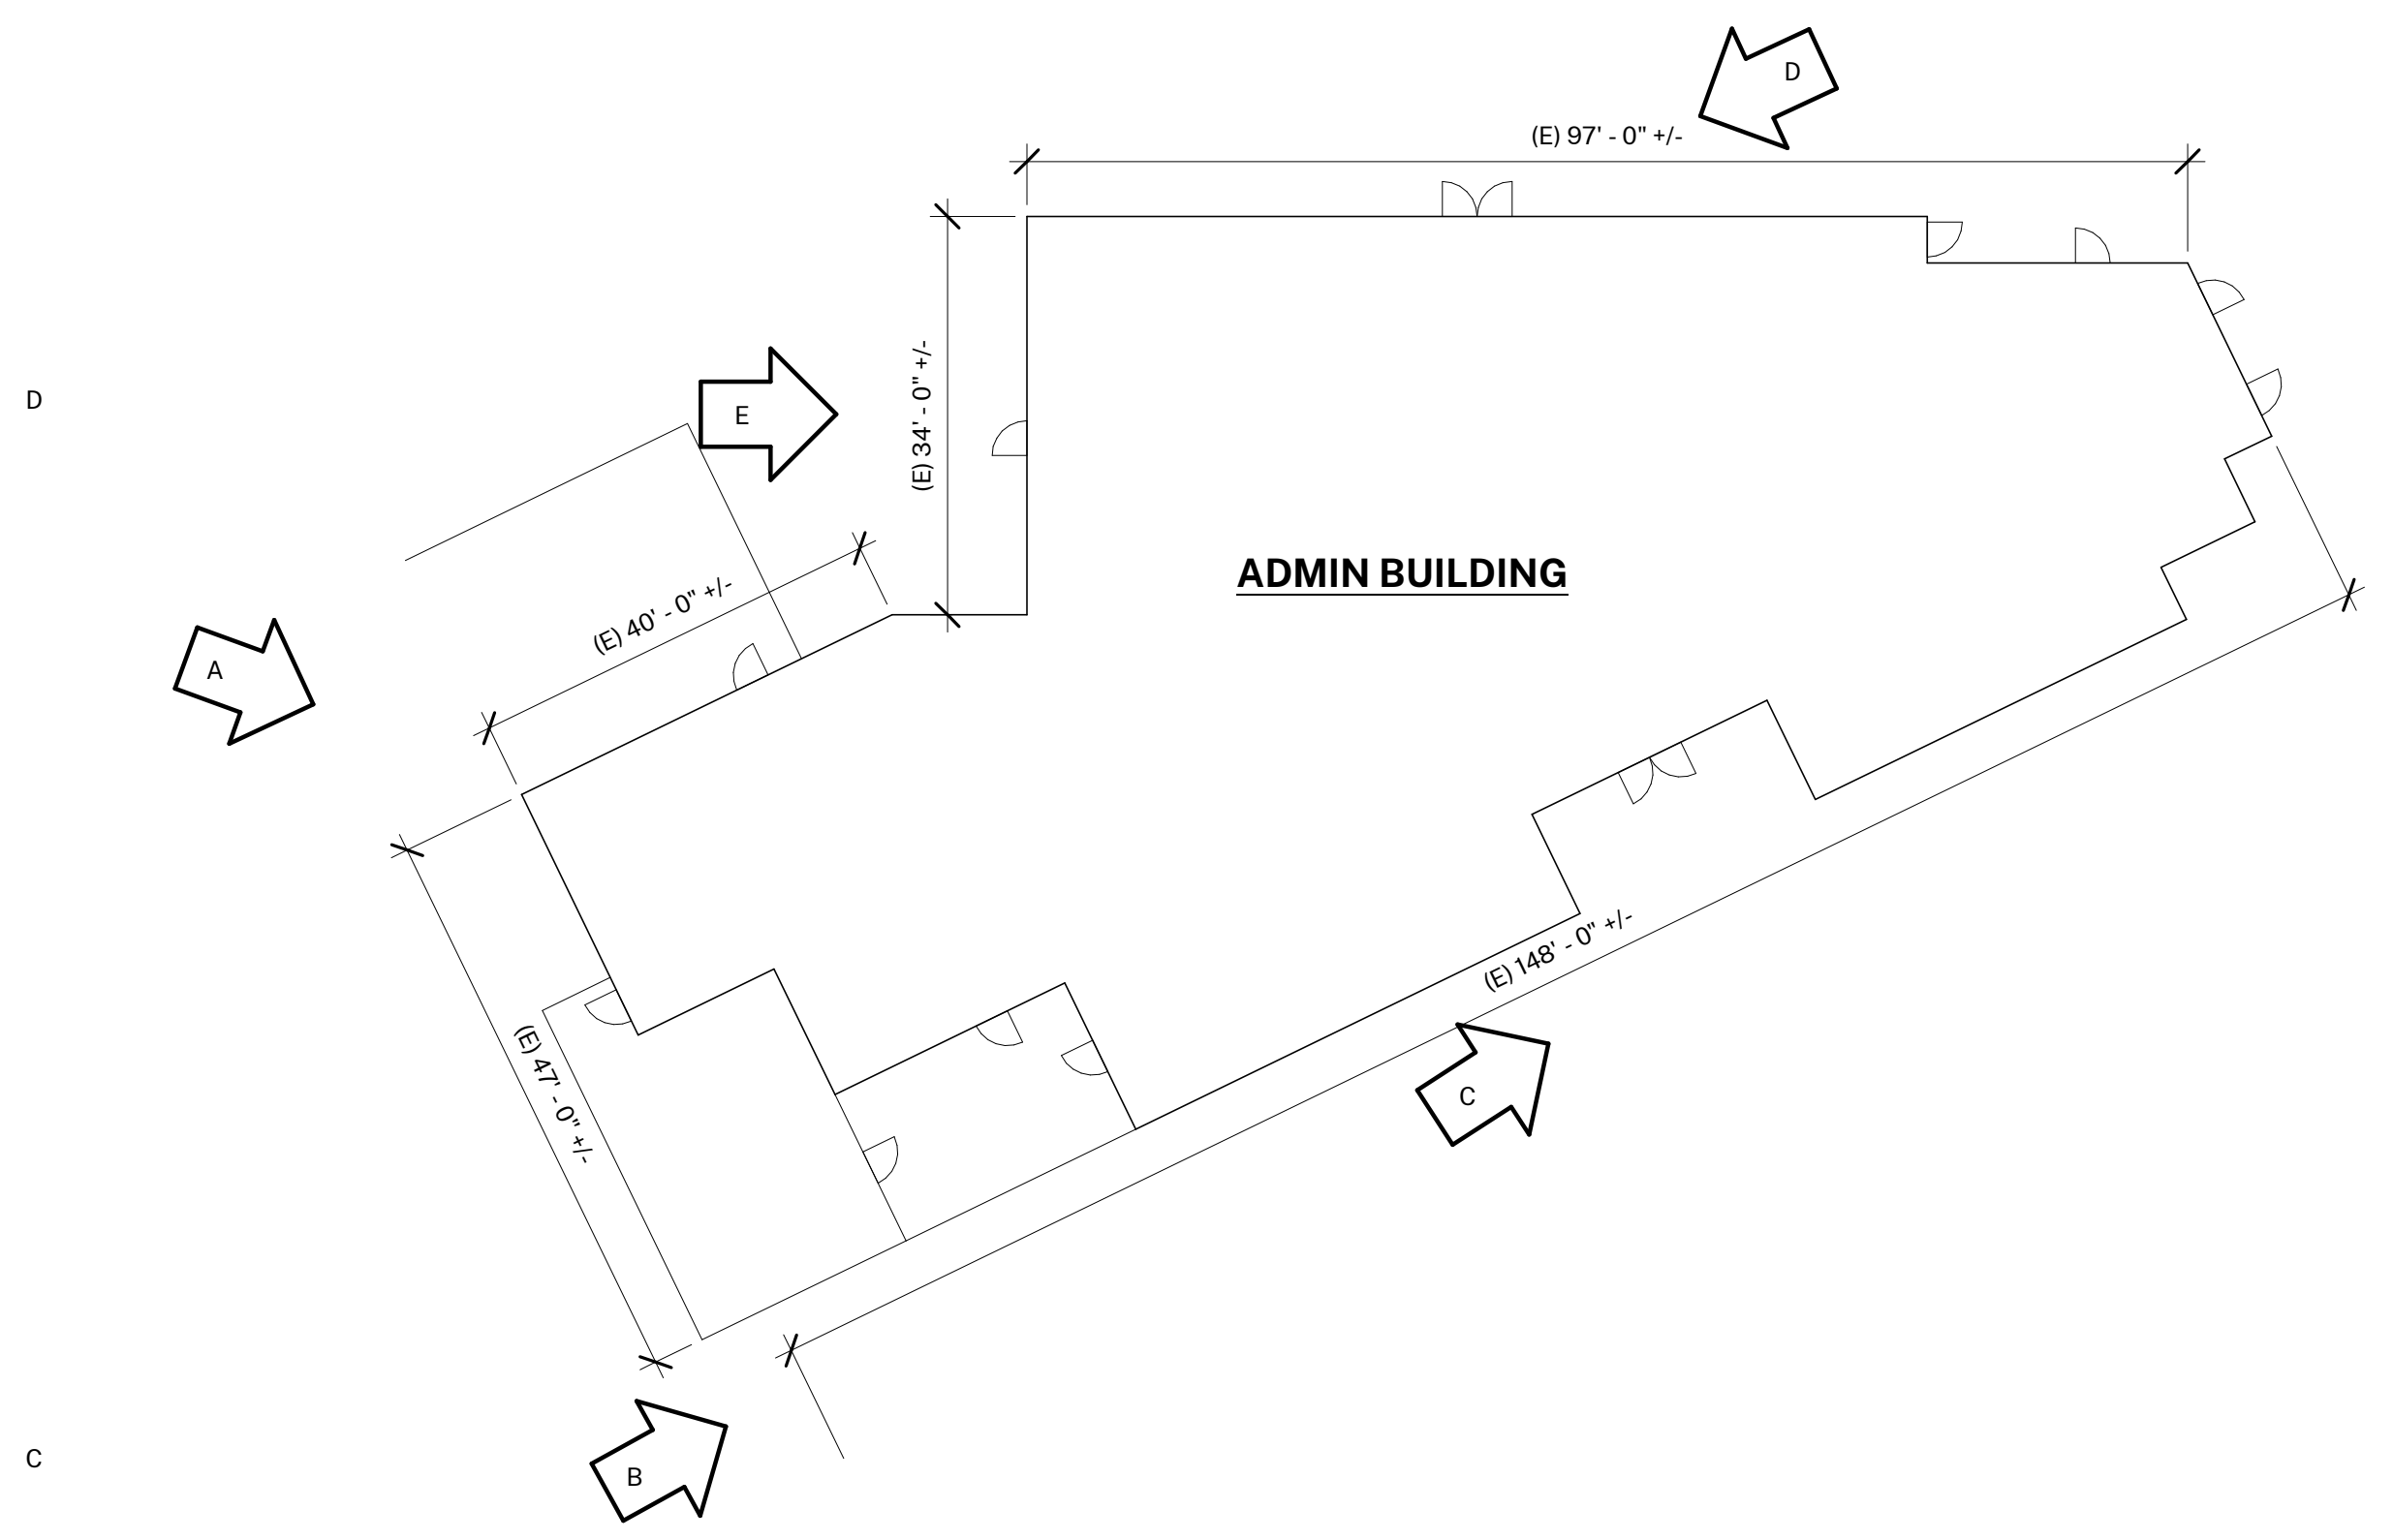 D
(E) 97' - 0" +/-
D
E
(E) 34' - 0" +/-
ADMIN BUILDING
(E) 40' - 0" +/-
A
(E) 148' - 0" +/-
(E) 47' - 0" +/-
C
C
B